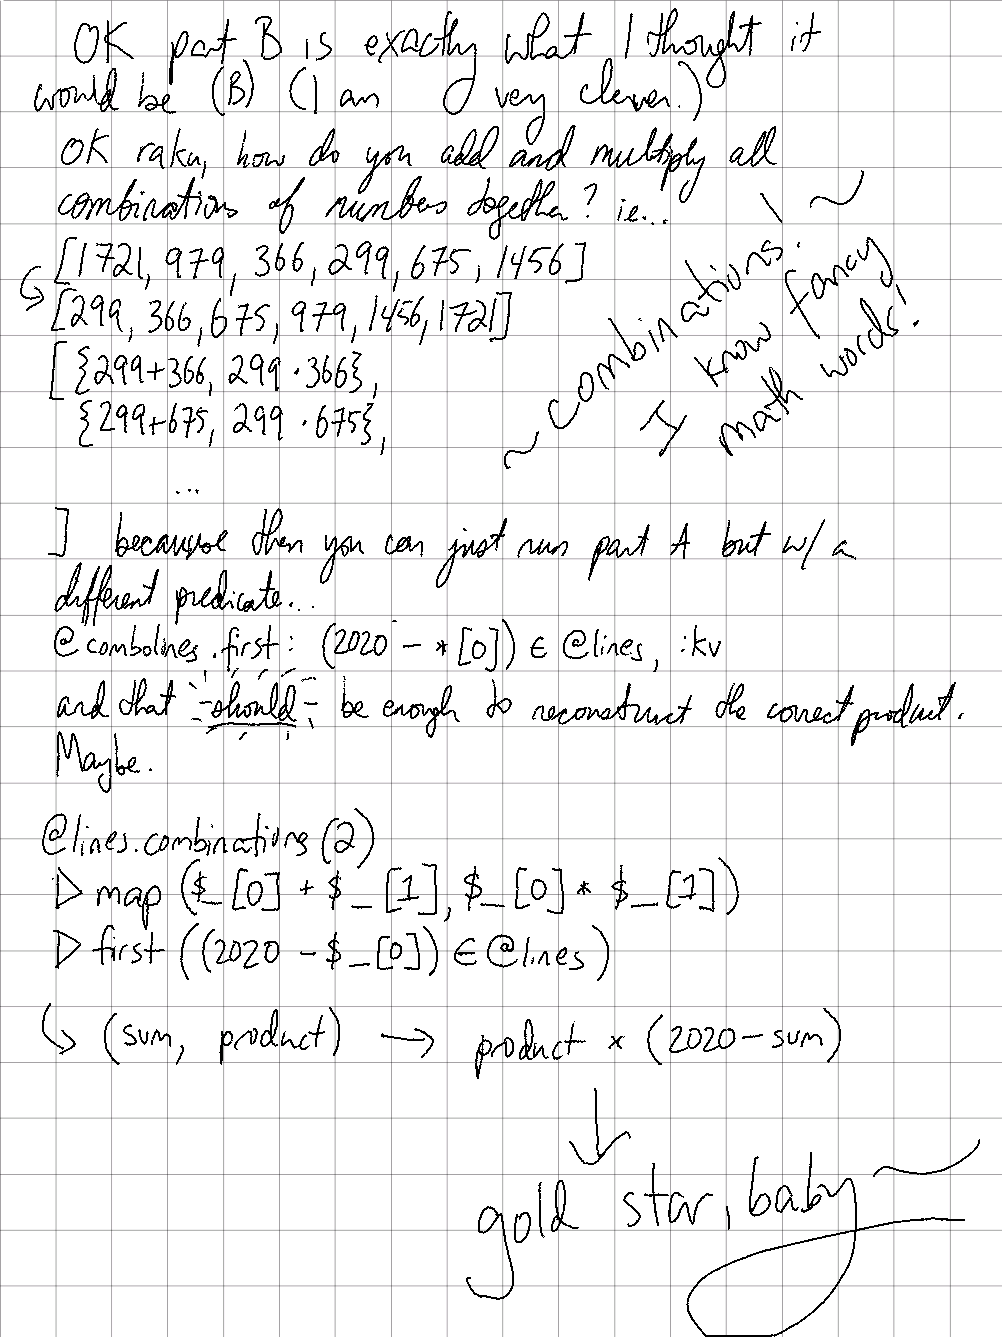 OK part B is exactly what I thought it
would be (B) (I am very clever.)
OK raku, how do you add and multiply all
combinations of numbers together? ie...
[1721, 979, 366, 299, 675, 1456]
↳ [299, 366, 675, 979, 1456, 1721]
[ {299+366, 299 · 366},
{299+675, 299 · 675},
...
~ combinations! ~
I know fancy
math words!
] because then you can just run part A but w/ a
different predicate...
@combolines.first: (2020 - *[0]) ∈ @lines, :kv
and that should be enough to reconstruct the correct product.
Maybe.
@lines.combinations(2)
▷ map ($_[0] + $_[1], $_[0] * $_[1])
▷ first ((2020 - $_[0]) ∈ @lines)
↳ (sum, product) → product × (2020 - sum)
↓
gold star, baby ~